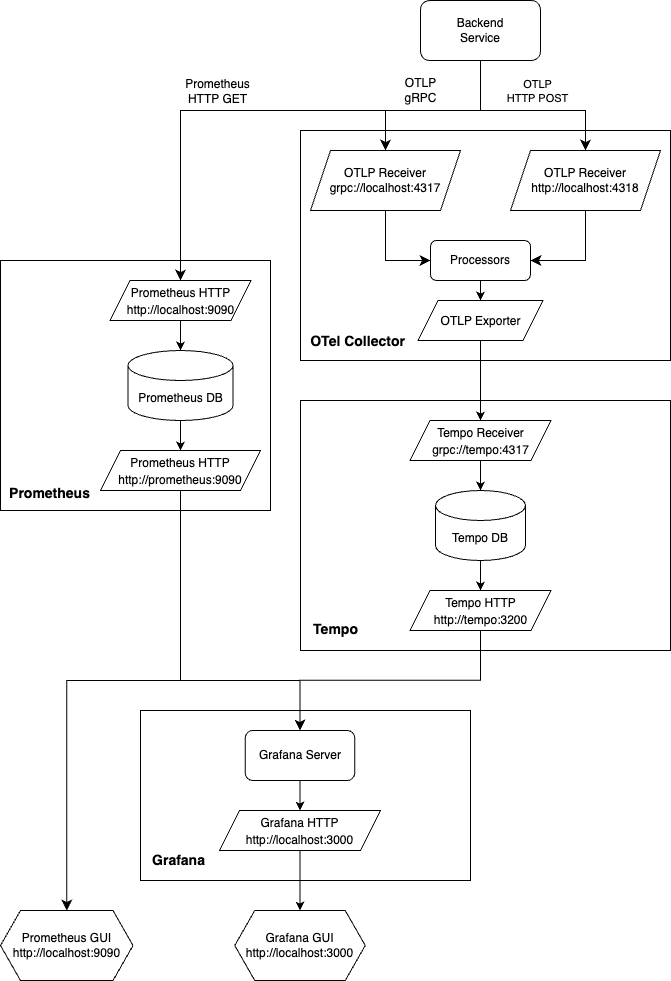 Backend
Service
Prometheus
HTTP GET
OTLP
gRPC
OTLP
HTTP POST
OTLP Receiver
grpc://localhost:4317
OTLP Receiver
http://localhost:4318
Processors
OTLP Exporter
OTel Collector
Prometheus HTTP
http://localhost:9090
Prometheus DB
Prometheus HTTP
http://prometheus:9090
Prometheus
Tempo Receiver
grpc://tempo:4317
Tempo DB
Tempo HTTP
http://tempo:3200
Tempo
Grafana Server
Grafana HTTP
http://localhost:3000
Grafana
Prometheus GUI
http://localhost:9090
Grafana GUI
http://localhost:3000